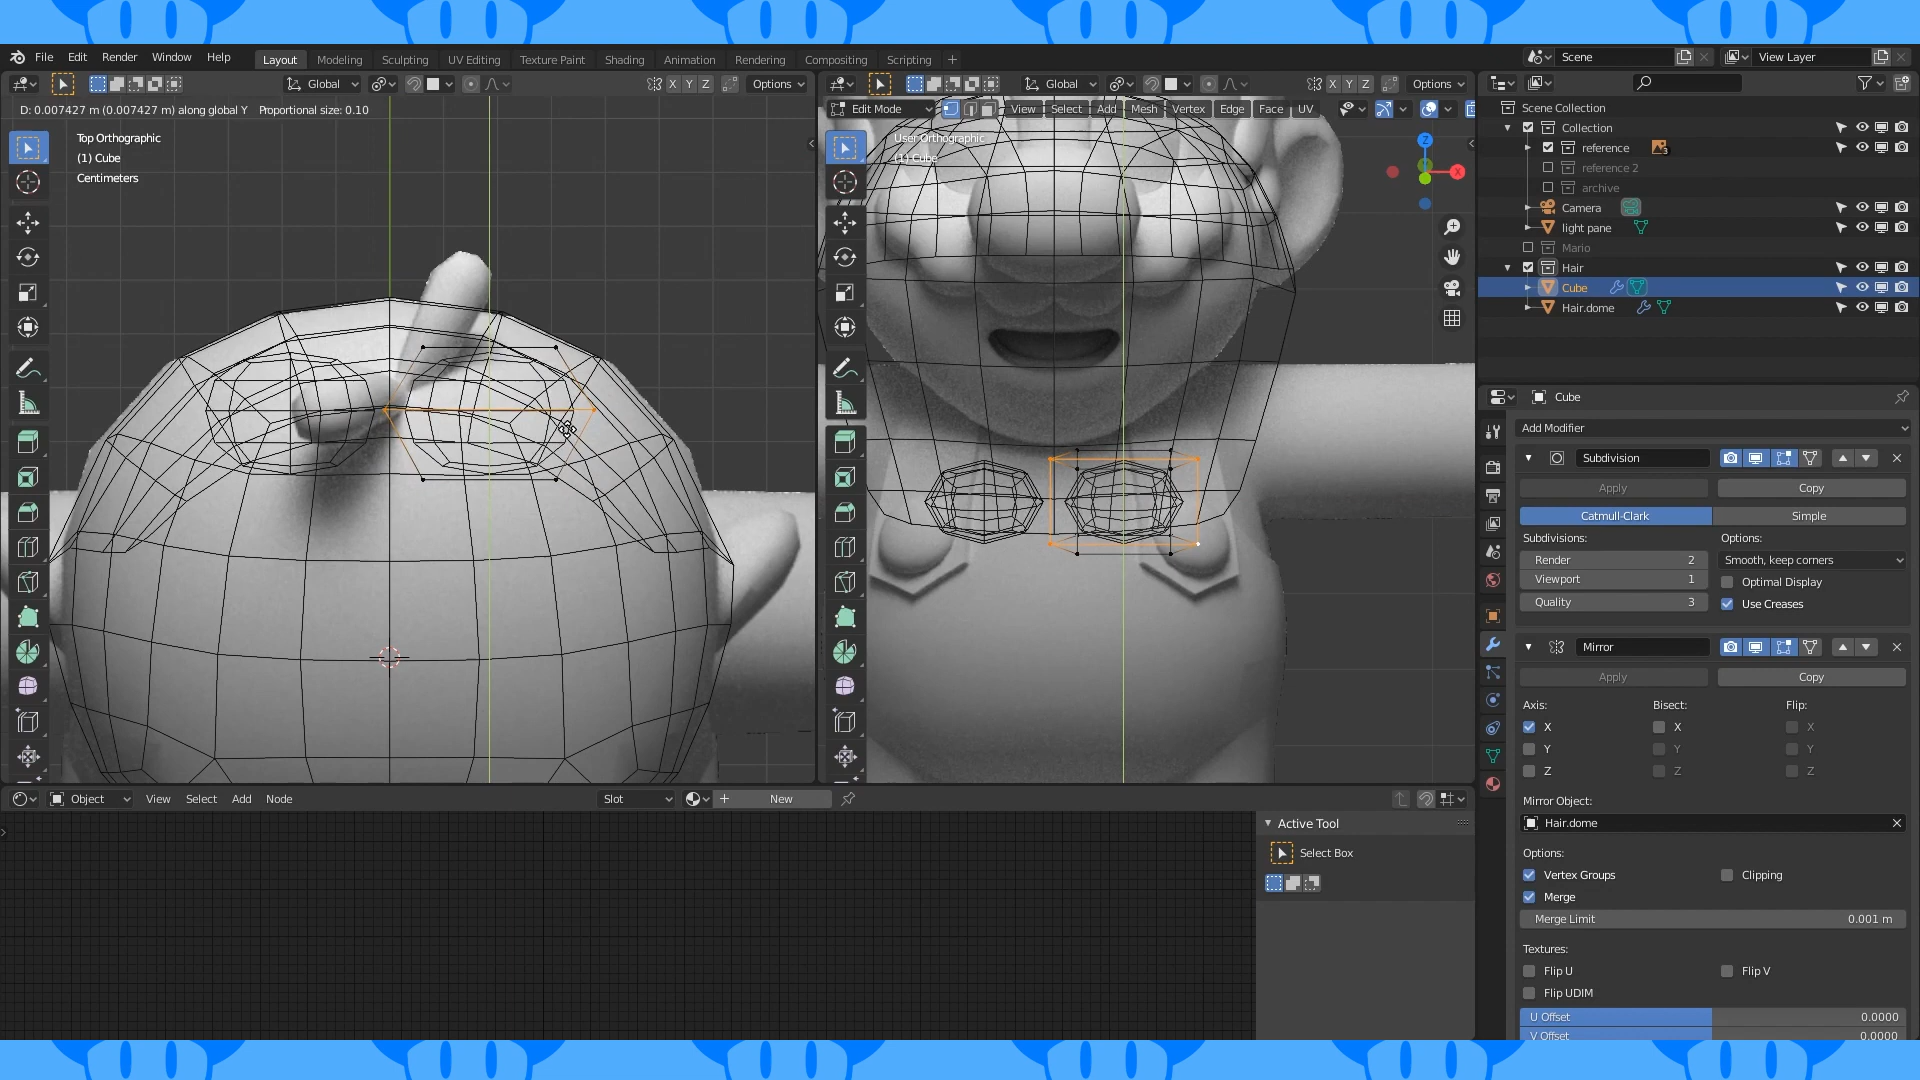 File Edit Render Window Help Layout Modeling Sculpting UV Editing Texture Paint Shading Animation Rendering Compositing Scripting + Scene View Layer
Global X Y Z Options Global X Y Z Options
D: 0.007427 m (0.007427 m) along global Y Proportional size: 0.10
Edit Mode View Select Add Mesh Vertex Edge Face UV
Top Orthographic
(1) Cube
Centimeters
User Orthographic
(1) Cube
Z
X
Scene Collection
Collection
reference 3
reference 2
archive
Camera
light pane
Mario
Hair
Cube
Hair.dome
Cube
Add Modifier
Subdivision
Apply Copy
Catmull-Clark Simple
Subdivisions: Options:
Render 2 Smooth, keep corners
Viewport 1 Optimal Display
Quality 3 Use Creases
Mirror
Apply Copy
Axis: Bisect: Flip:
X X X
Y Y Y
Z Z Z
Mirror Object:
Hair.dome
Options:
Vertex Groups Clipping
Merge
Merge Limit 0.001 m
Textures:
Flip U Flip V
Flip UDIM
U Offset 0.0000
V Offset 0.0000
Object View Select Add Node Slot + New
Active Tool
Select Box